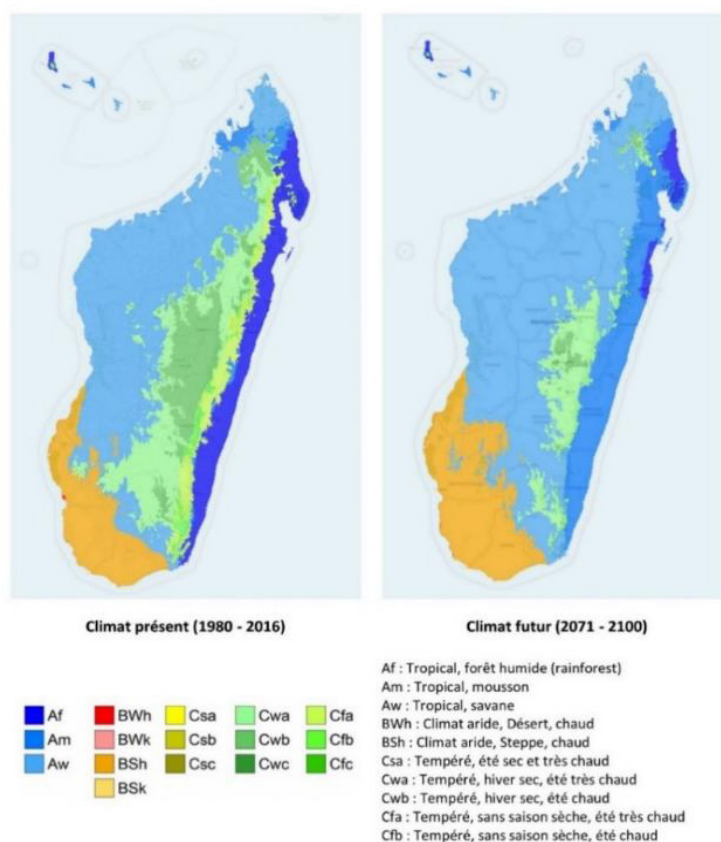 Climat présent (1980 - 2016)
Climat futur (2071 - 2100)
Af BWh Csa Cwa Cfa
Am BWk Csb Cwb Cfb
Aw BSh Csc Cwc Cfc
BSk
Af : Tropical, forêt humide (rainforest)
Am : Tropical, mousson
Aw : Tropical, savane
BWh : Climat aride, Désert, chaud
BSh : Climat aride, Steppe, chaud
Csa : Tempéré, été sec et très chaud
Cwa : Tempéré, hiver sec, été très chaud
Cwb : Tempéré, hiver sec, été chaud
Cfa : Tempéré, sans saison sèche, été très chaud
Cfb : Tempéré, sans saison sèche, été chaud